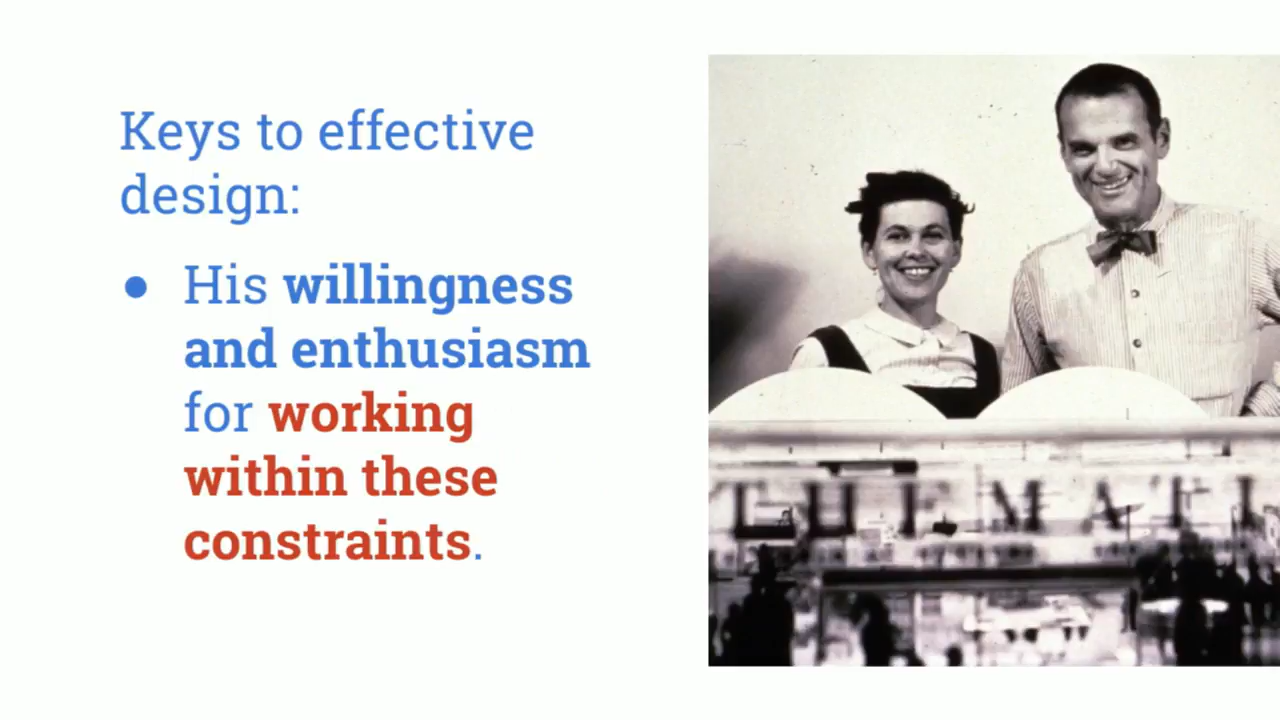 Keys to effective
design:
● His willingness
and enthusiasm
for working
within these
constraints.